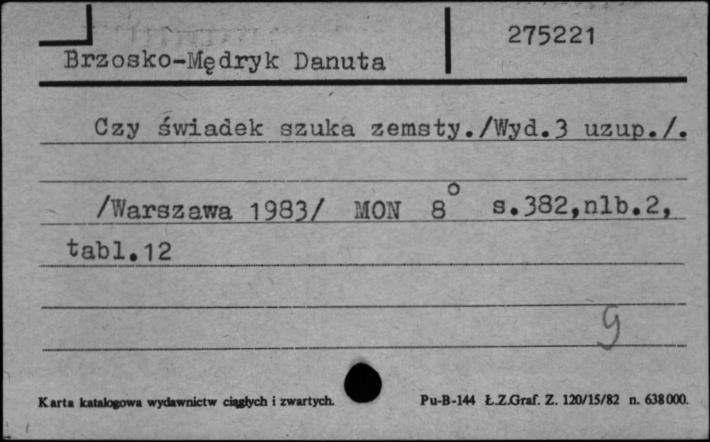 275221
Brzosko-Mędryk Danuta
Czy świadek szuka zemsty./Wyd.3 uzup./.
/Warszawa 1983/ MON 8° s.382,nlb.2,
tabl.12
g
Karta katalogowa wydawnictw ciągłych i zwartych. Pu-B-144 Ł.Z.Graf. Z. 120/15/82 n. 638000.